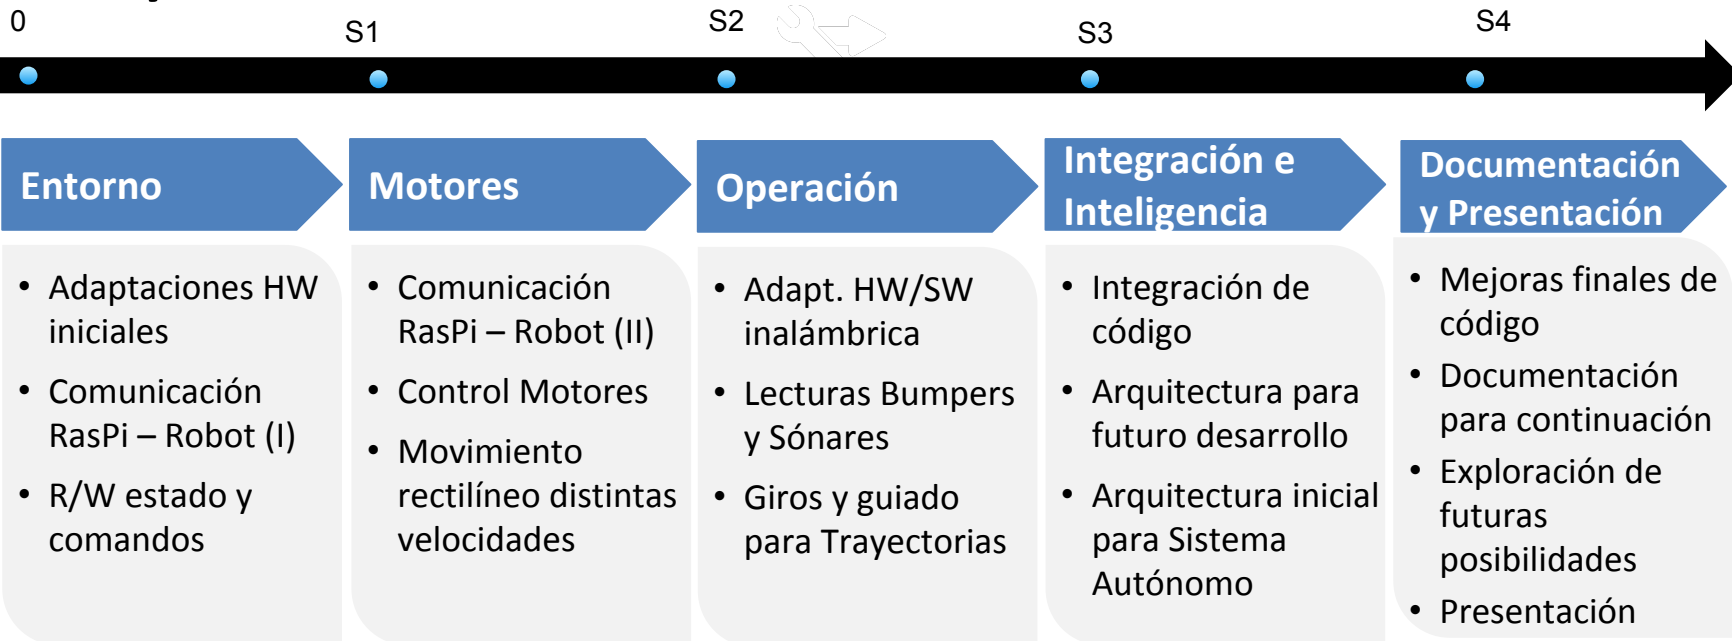 0
S1
S2
S3
S4
Entorno
Motores
Operación
Integración e
Inteligencia
Documentación
y Presentación
• Adaptaciones HW
iniciales
• Comunicación
RasPi – Robot (I)
• R/W estado y
comandos
• Comunicación
RasPi – Robot (II)
• Control Motores
• Movimiento
rectilíneo distintas
velocidades
• Adapt. HW/SW
inalámbrica
• Lecturas Bumpers
y Sónares
• Giros y guiado
para Trayectorias
• Integración de
código
• Arquitectura para
futuro desarrollo
• Arquitectura inicial
para Sistema
Autónomo
• Mejoras finales de
código
• Documentación
para continuación
• Exploración de
futuras
posibilidades
• Presentación